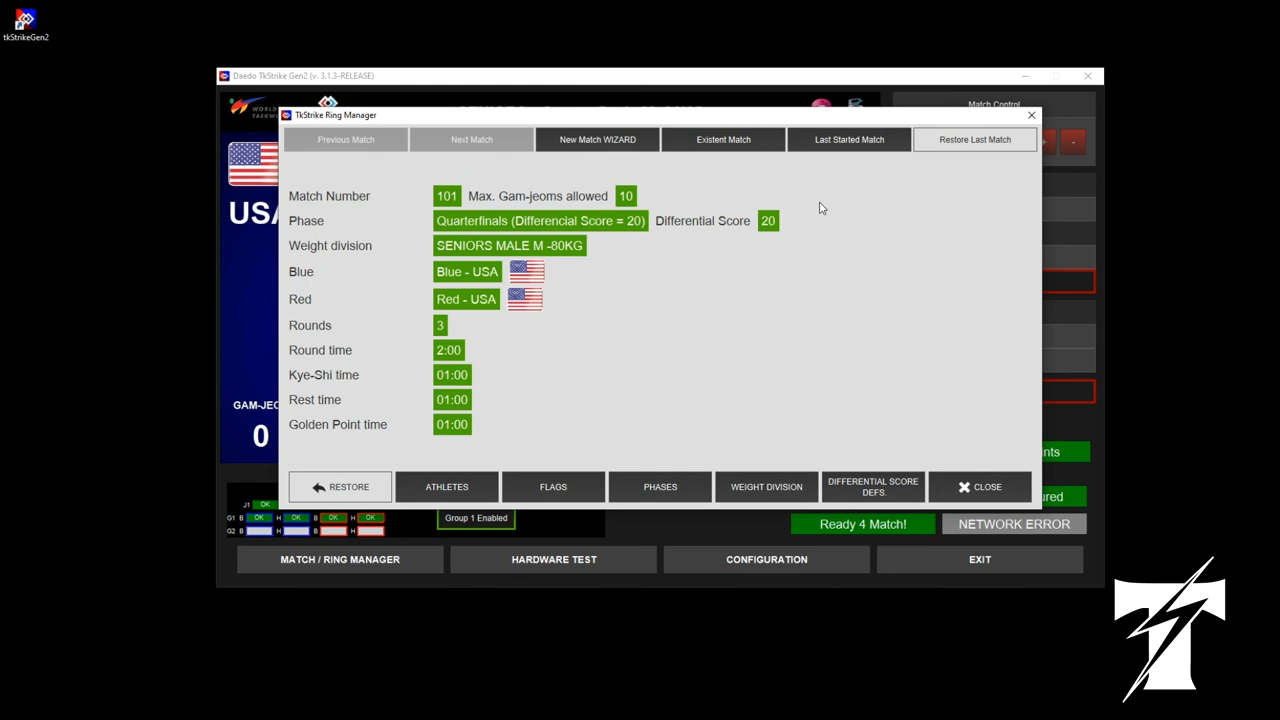 tkStrikeGen2
Daedo TkStrike Gen2 (v. 3.1.3-RELEASE)
WORLD
TAEKWO
Match Control
TkStrike Ring Manager
Previous Match
Next Match
New Match WIZARD
Existent Match
Last Started Match
Restore Last Match
-
Match Number 101 Max. Gam-jeoms allowed 10
Phase Quarterfinals (Differencial Score = 20) Differential Score 20
Weight division SENIORS MALE M -80KG
Blue Blue - USA
Red Red - USA
Rounds 3
Round time 2:00
Kye-Shi time 01:00
Rest time 01:00
Golden Point time 01:00
USA
GAM-JEO
0
nts
ured
RESTORE
ATHLETES
FLAGS
PHASES
WEIGHT DIVISION
DIFFERENTIAL SCORE
DEFS.
CLOSE
J1 OK
G1 B OK H OK B OK H OK
G2 B H B H
Group 1 Enabled
Ready 4 Match!
NETWORK ERROR
MATCH / RING MANAGER
HARDWARE TEST
CONFIGURATION
EXIT
T